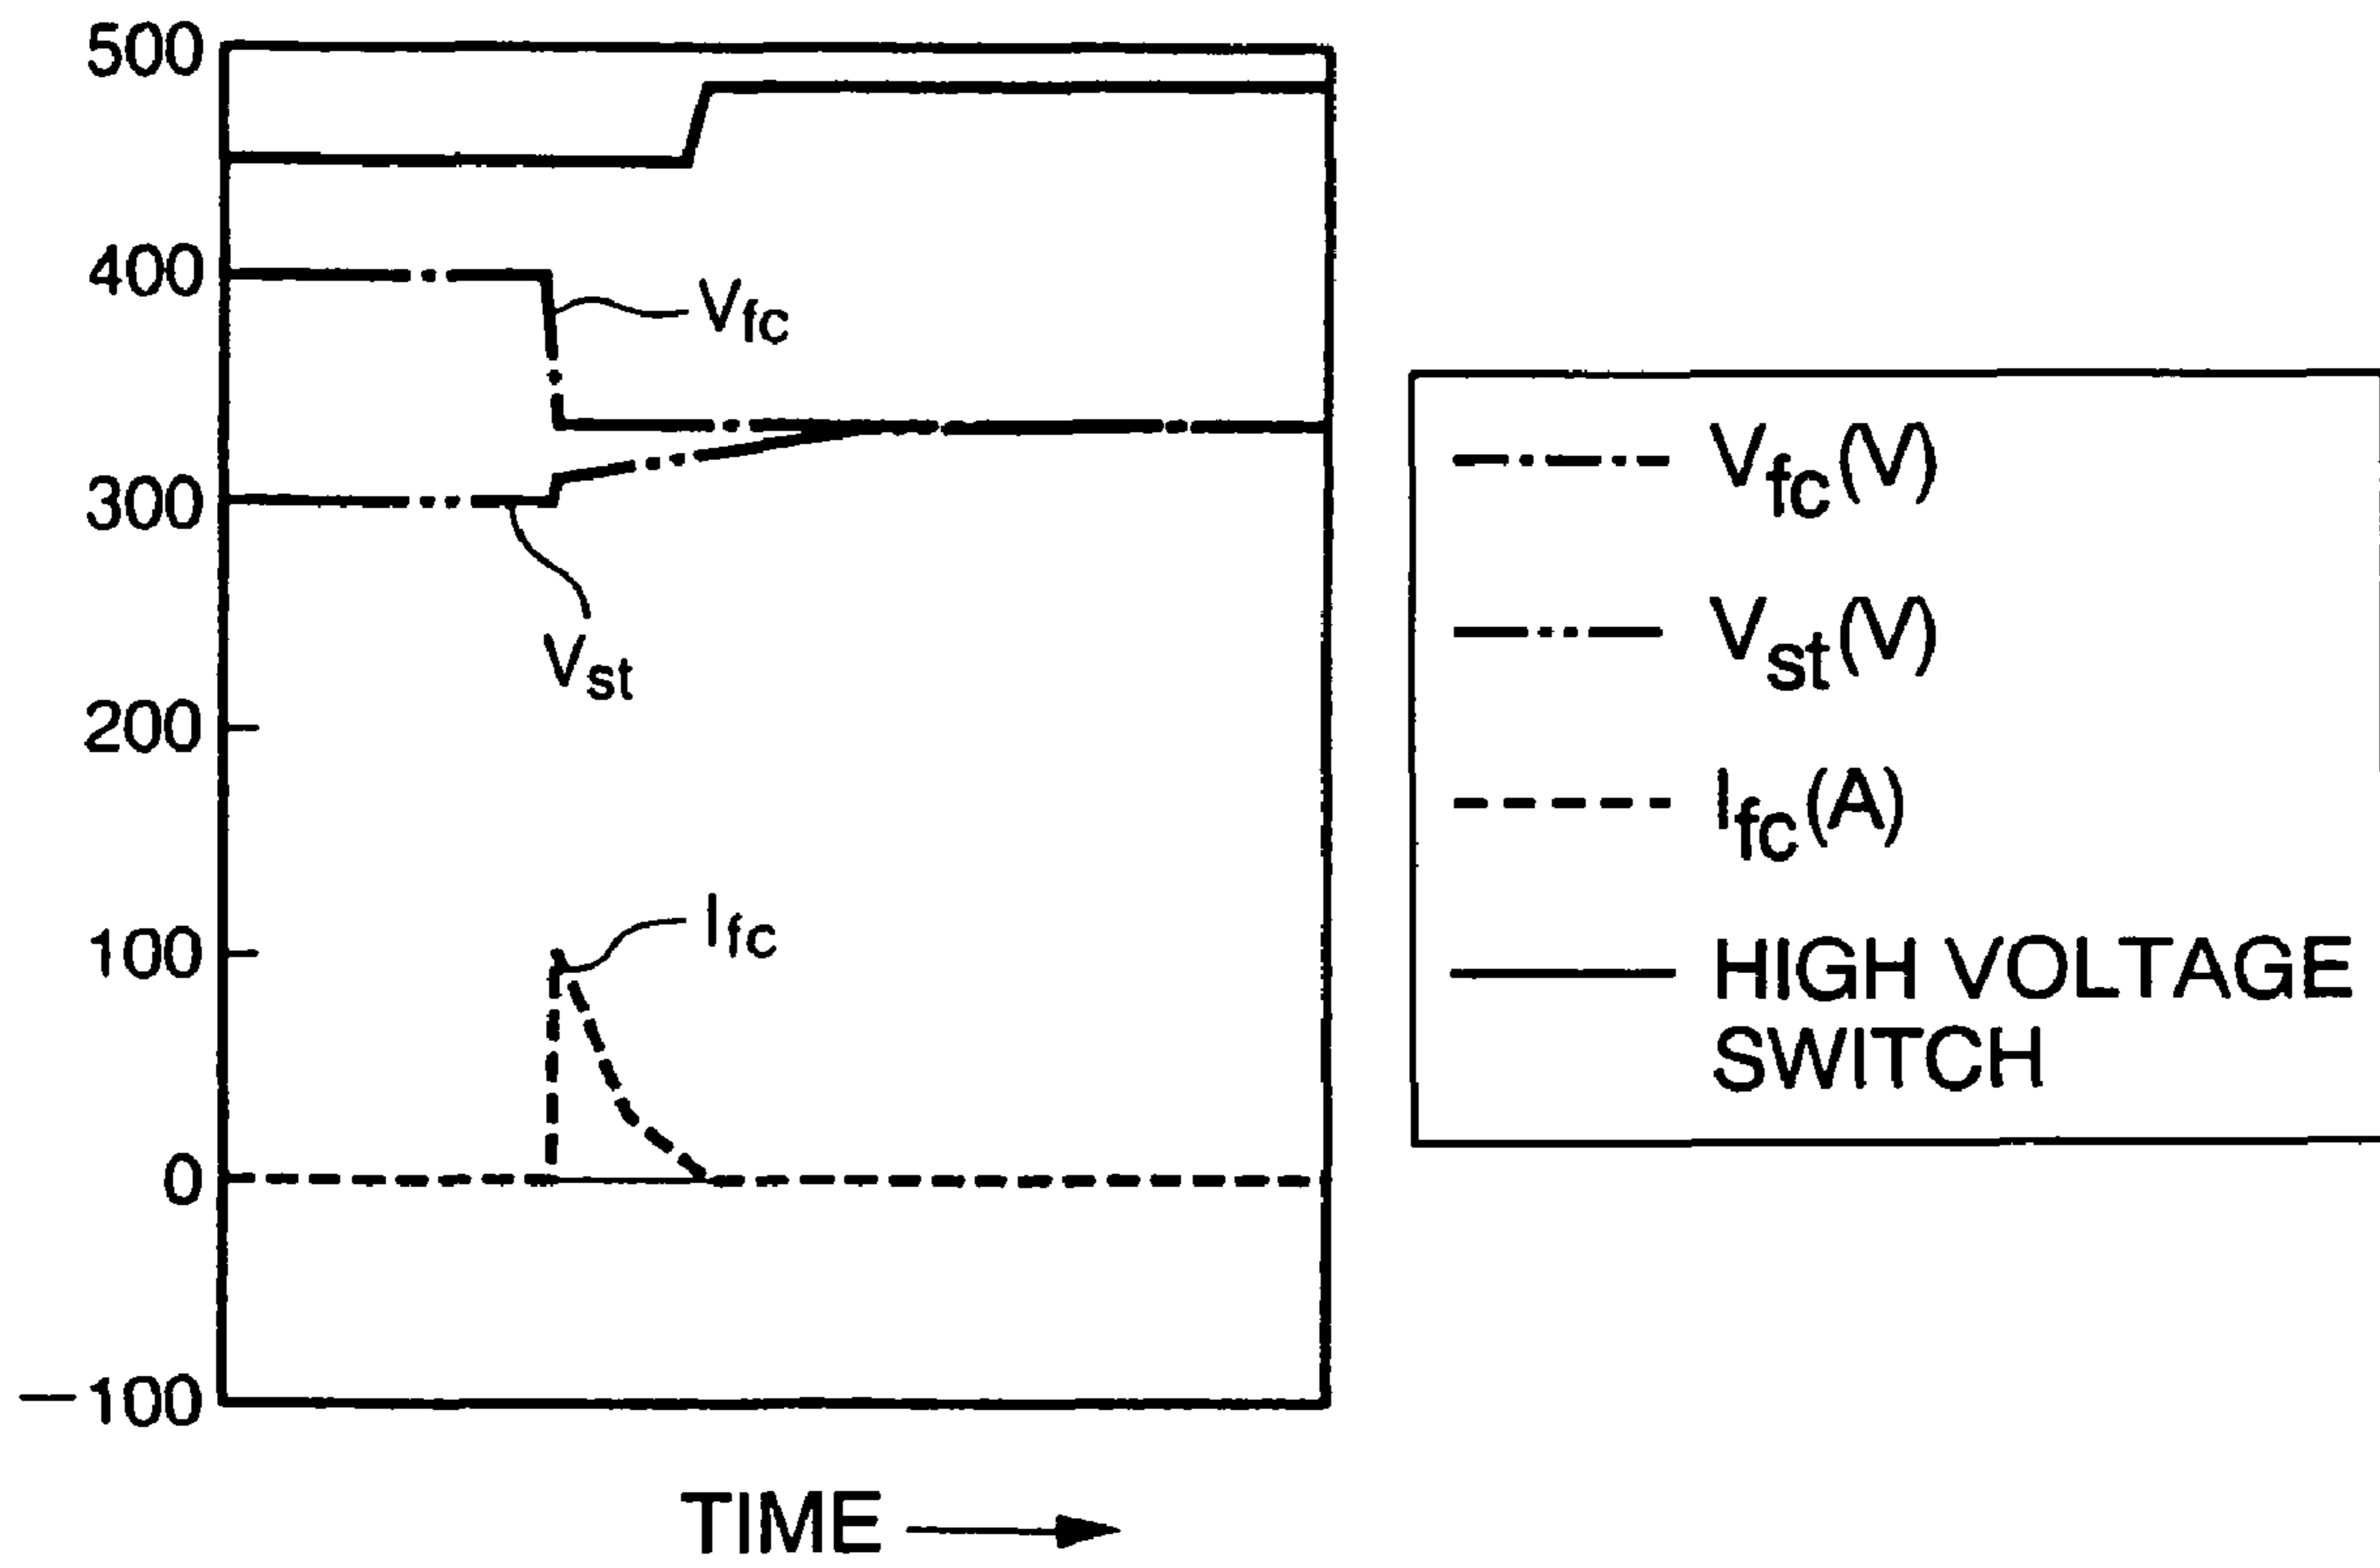 500
400
300
200
100
0
−100
Vfc
Vst
Ifc
TIME
Vfc(V)
Vst(V)
Ifc(A)
HIGH VOLTAGE
SWITCH